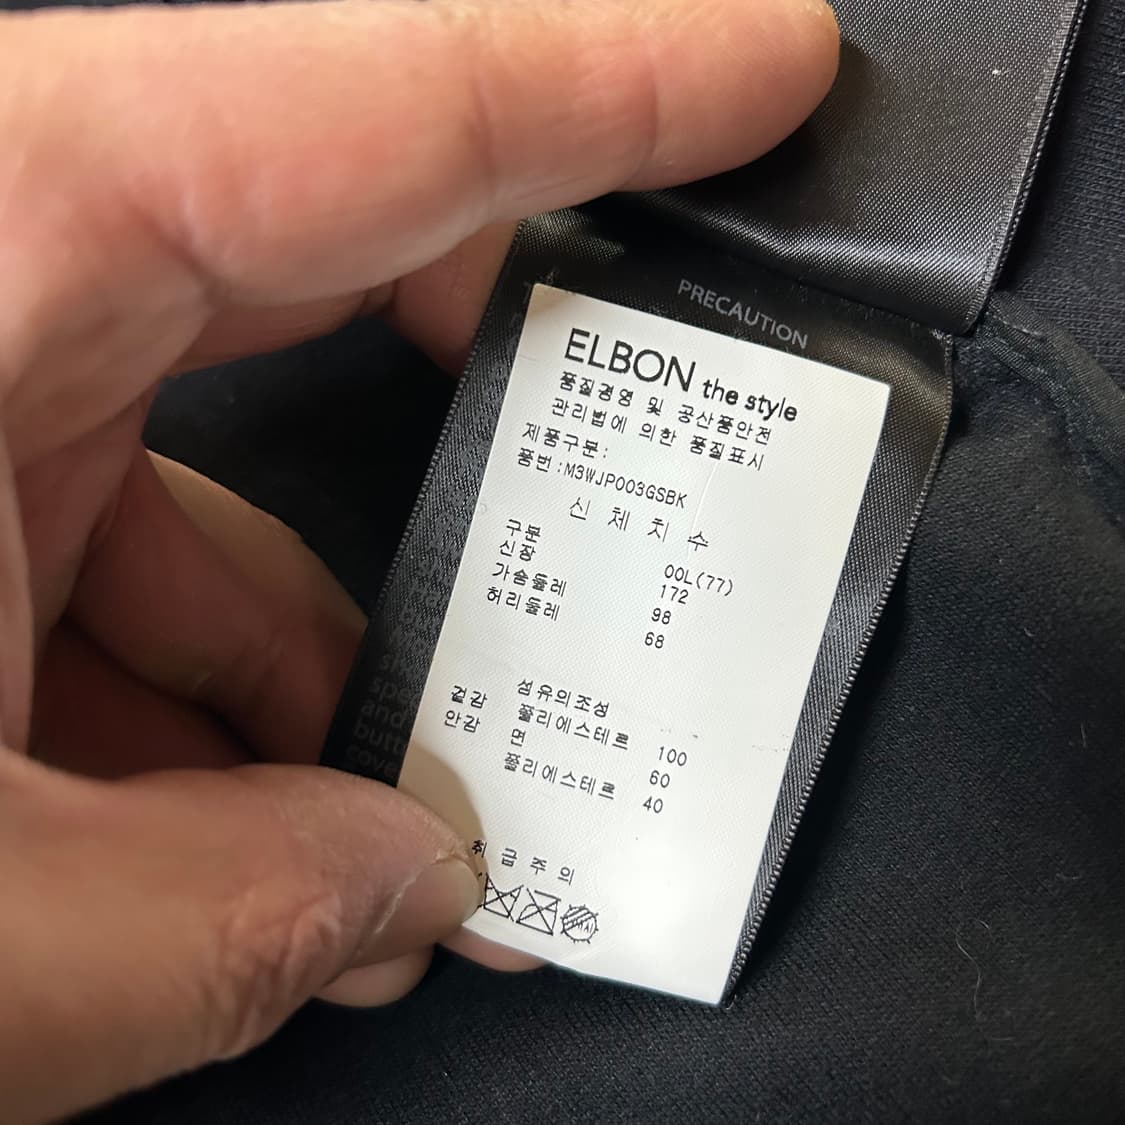 PRECAUTION
ELBON the style
품질경영 및 공산품안전
관리법에 의한 품질표시
제품구분:
품번:M3WJP003GSBK
신 체 치 수
구분 00L(77)
신장 172
가슴둘레 98
허리둘레 68
섬유의조성
겉감 폴리에스테르 100
안감 면 60
폴리에스테르 40
취 급 주 의
and
butt
cove